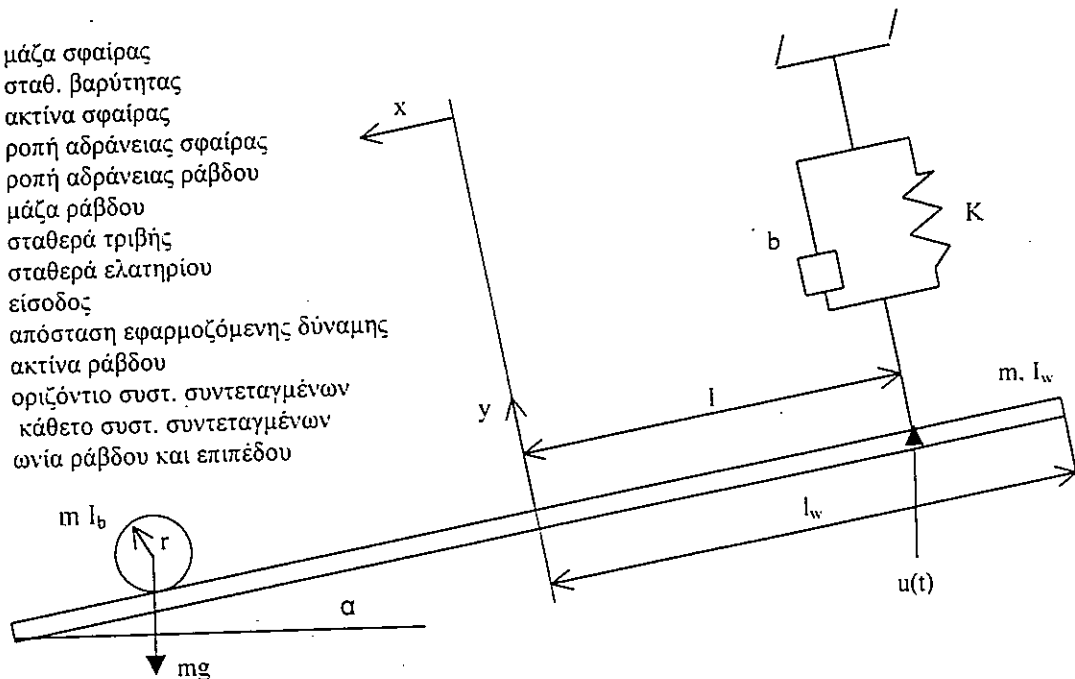 μάζα σφαίρας
σταθ. βαρύτητας
ακτίνα σφαίρας
ροπή αδράνειας σφαίρας
ροπή αδράνειας ράβδου
μάζα ράβδου
σταθερά τριβής
σταθερά ελατηρίου
είσοδος
απόσταση εφαρμοζόμενης δύναμης
ακτίνα ράβδου
οριζόντιο συστ. συντεταγμένων
κάθετο συστ. συντεταγμένων
ωνία ράβδου και επιπέδου
x
K
b
y
l
m, I_w
l_w
m I_b
r
u(t)
α
mg